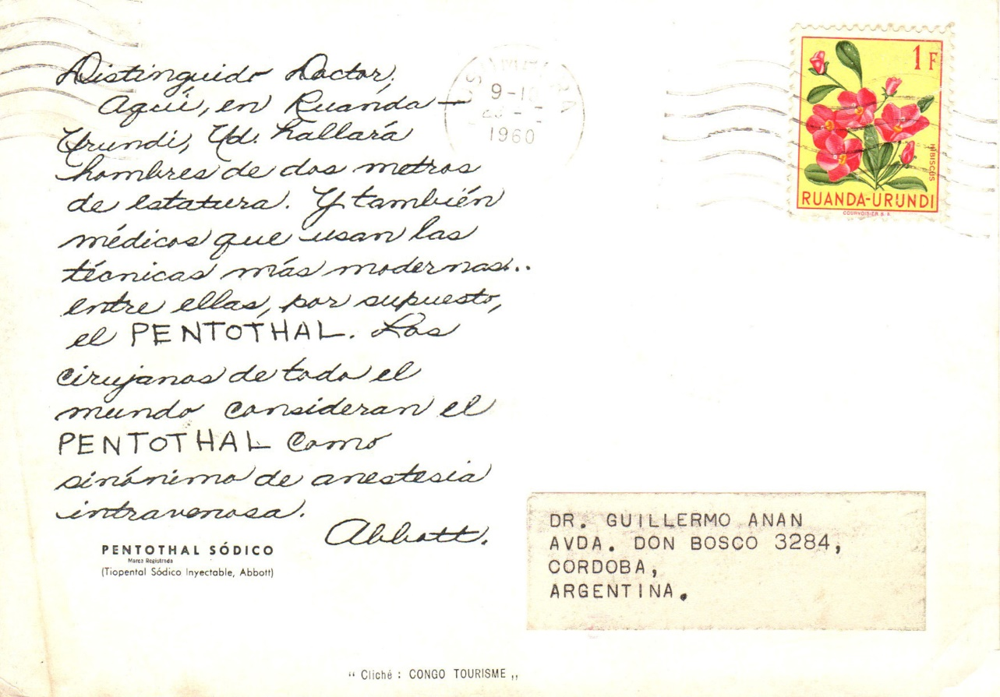 Distinguido Doctor:
Aquí, en Ruanda-
Urundi, Ud. hallará
hombres de dos metros
de estatura. Y también
médicos que usan las
técnicas más modernas..
entre ellas, por supuesto,
el PENTOTHAL. Los
cirujanos de todo el
mundo consideran el
PENTOTHAL como
sinónimo de anestesia
intravenosa.
Abbott.
PENTOTHAL SÓDICO
Marca Registrada
(Tiopental Sódico Inyectable, Abbott)
9-10
1960
1 F
HIBISCUS
RUANDA-URUNDI
COURVOISIER S.A.
DR. GUILLERMO ANAN
AVDA. DON BOSCO 3284,
CORDOBA,
ARGENTINA.
" Cliché : CONGO TOURISME „